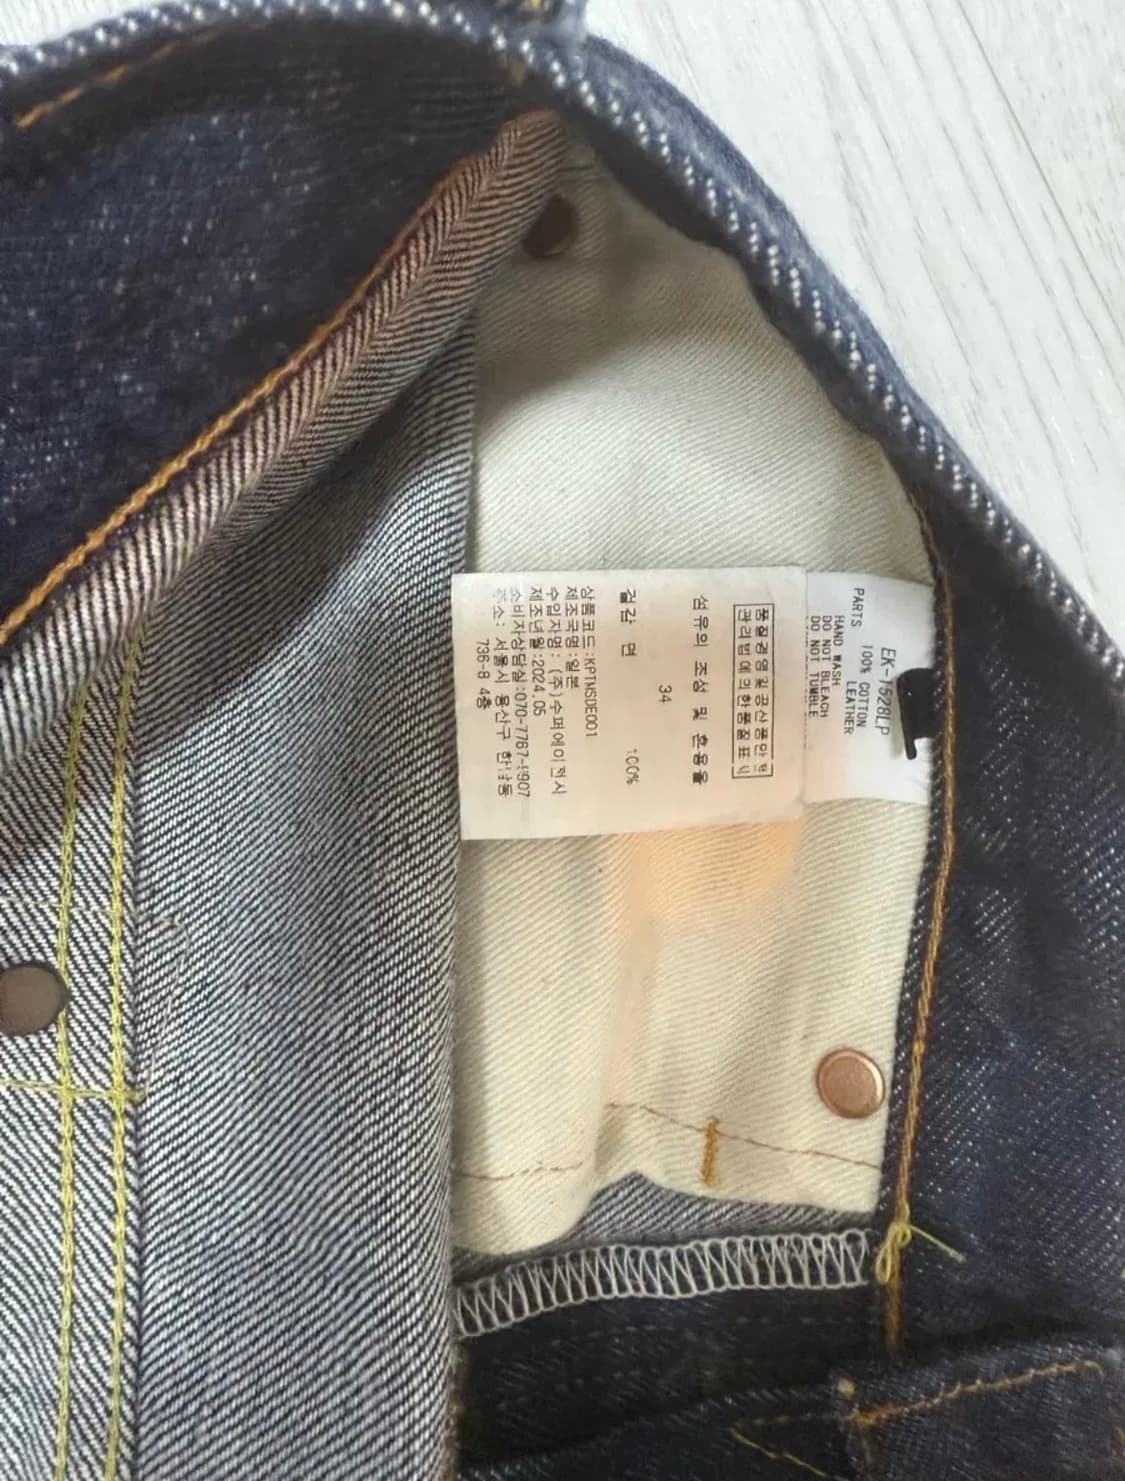 EK-1528LP
100% COTTON
PARTS LEATHER
HAND WASH
DO NOT BLEACH
DO NOT TUMBLE
품질경영및공산품안전
관리법에의한품질표시
섬유의 조성 및 혼용율
34
겉감 면 100%
상품코드:KPTMSDE001
제조국명:일본
수입자명:(주)수퍼에이전시
제조년월:2024.05
소비자상담실:070-7767-
주소: 서울시 용산구 한남동
736-8 4층